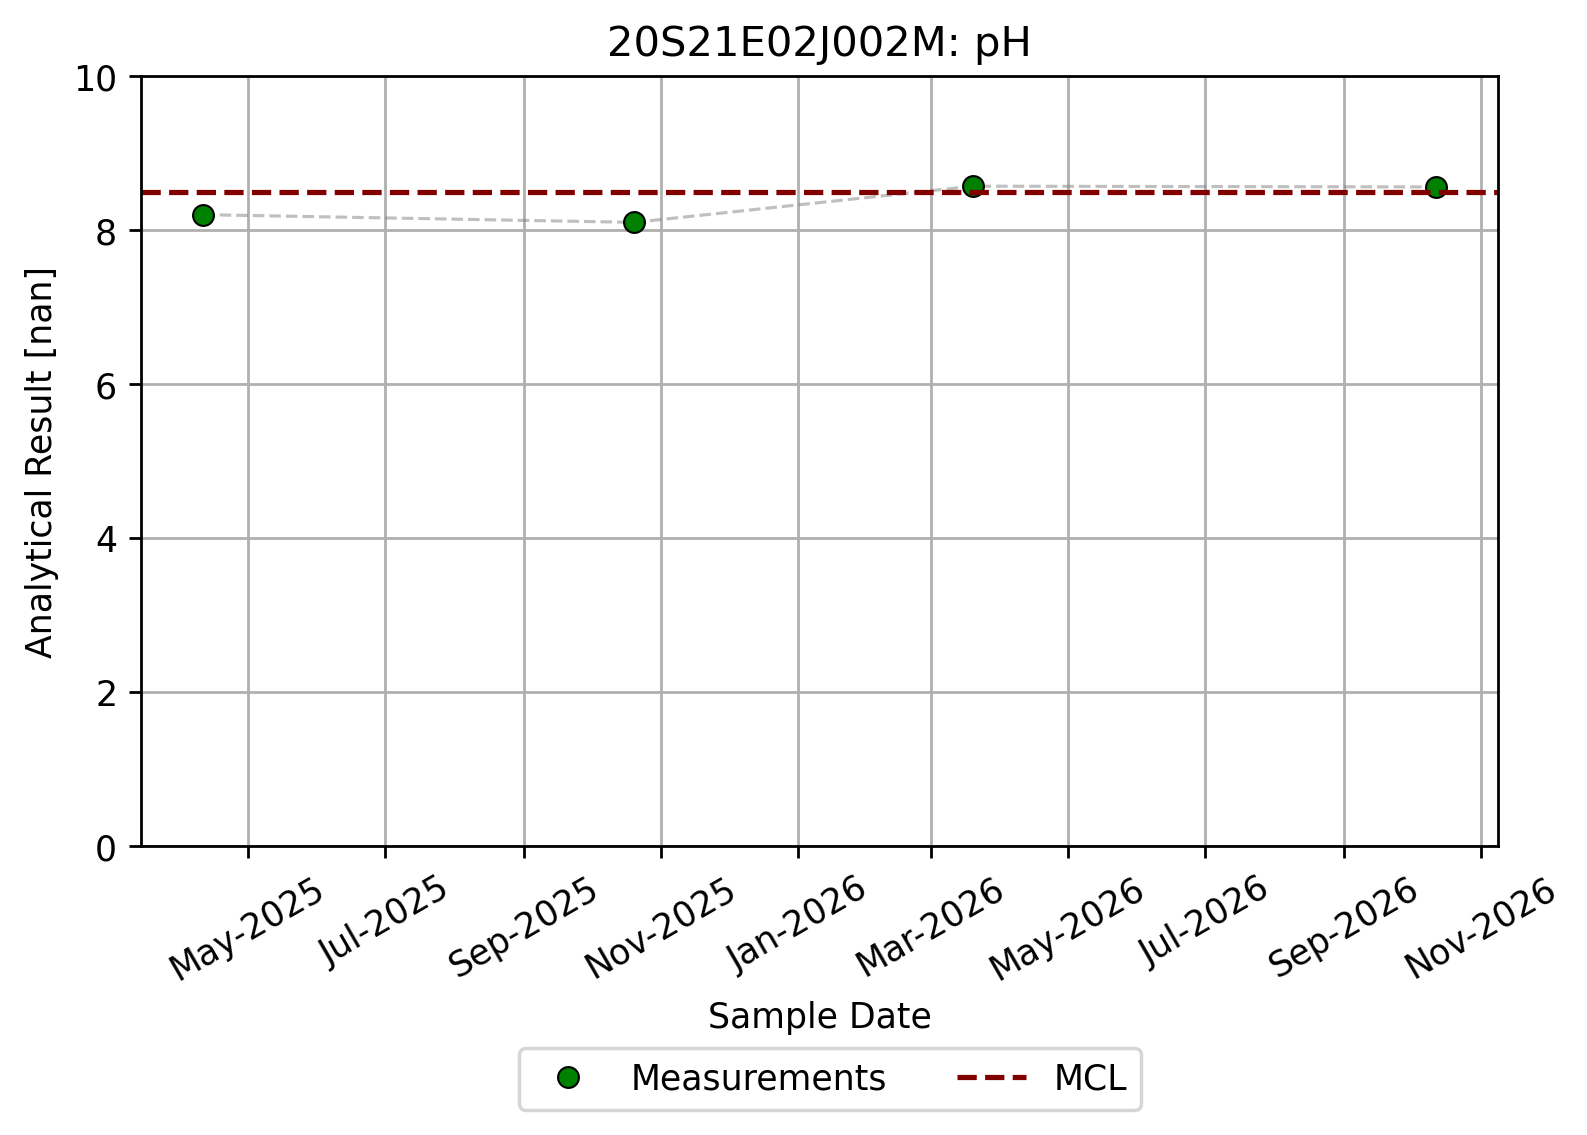 20S21E02J002M: pH
10
8
6
4
2
0
Analytical Result [nan]
May-2025
Jul-2025
Sep-2025
Nov-2025
Jan-2026
Mar-2026
May-2026
Jul-2026
Sep-2026
Nov-2026
Sample Date
Measurements
MCL